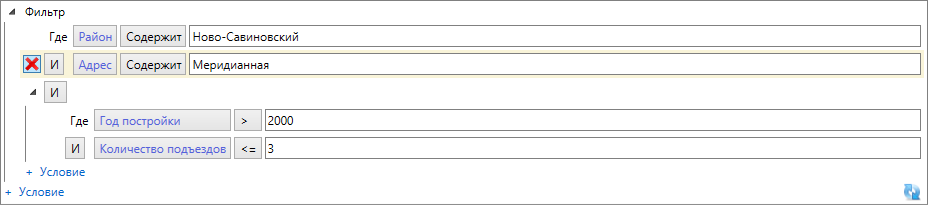 Фильтр
Где Район Содержит Ново-Савиновский
И Адрес Содержит Меридианная
И
Где Год постройки > 2000
И Количество подъездов <= 3
+ Условие
+ Условие